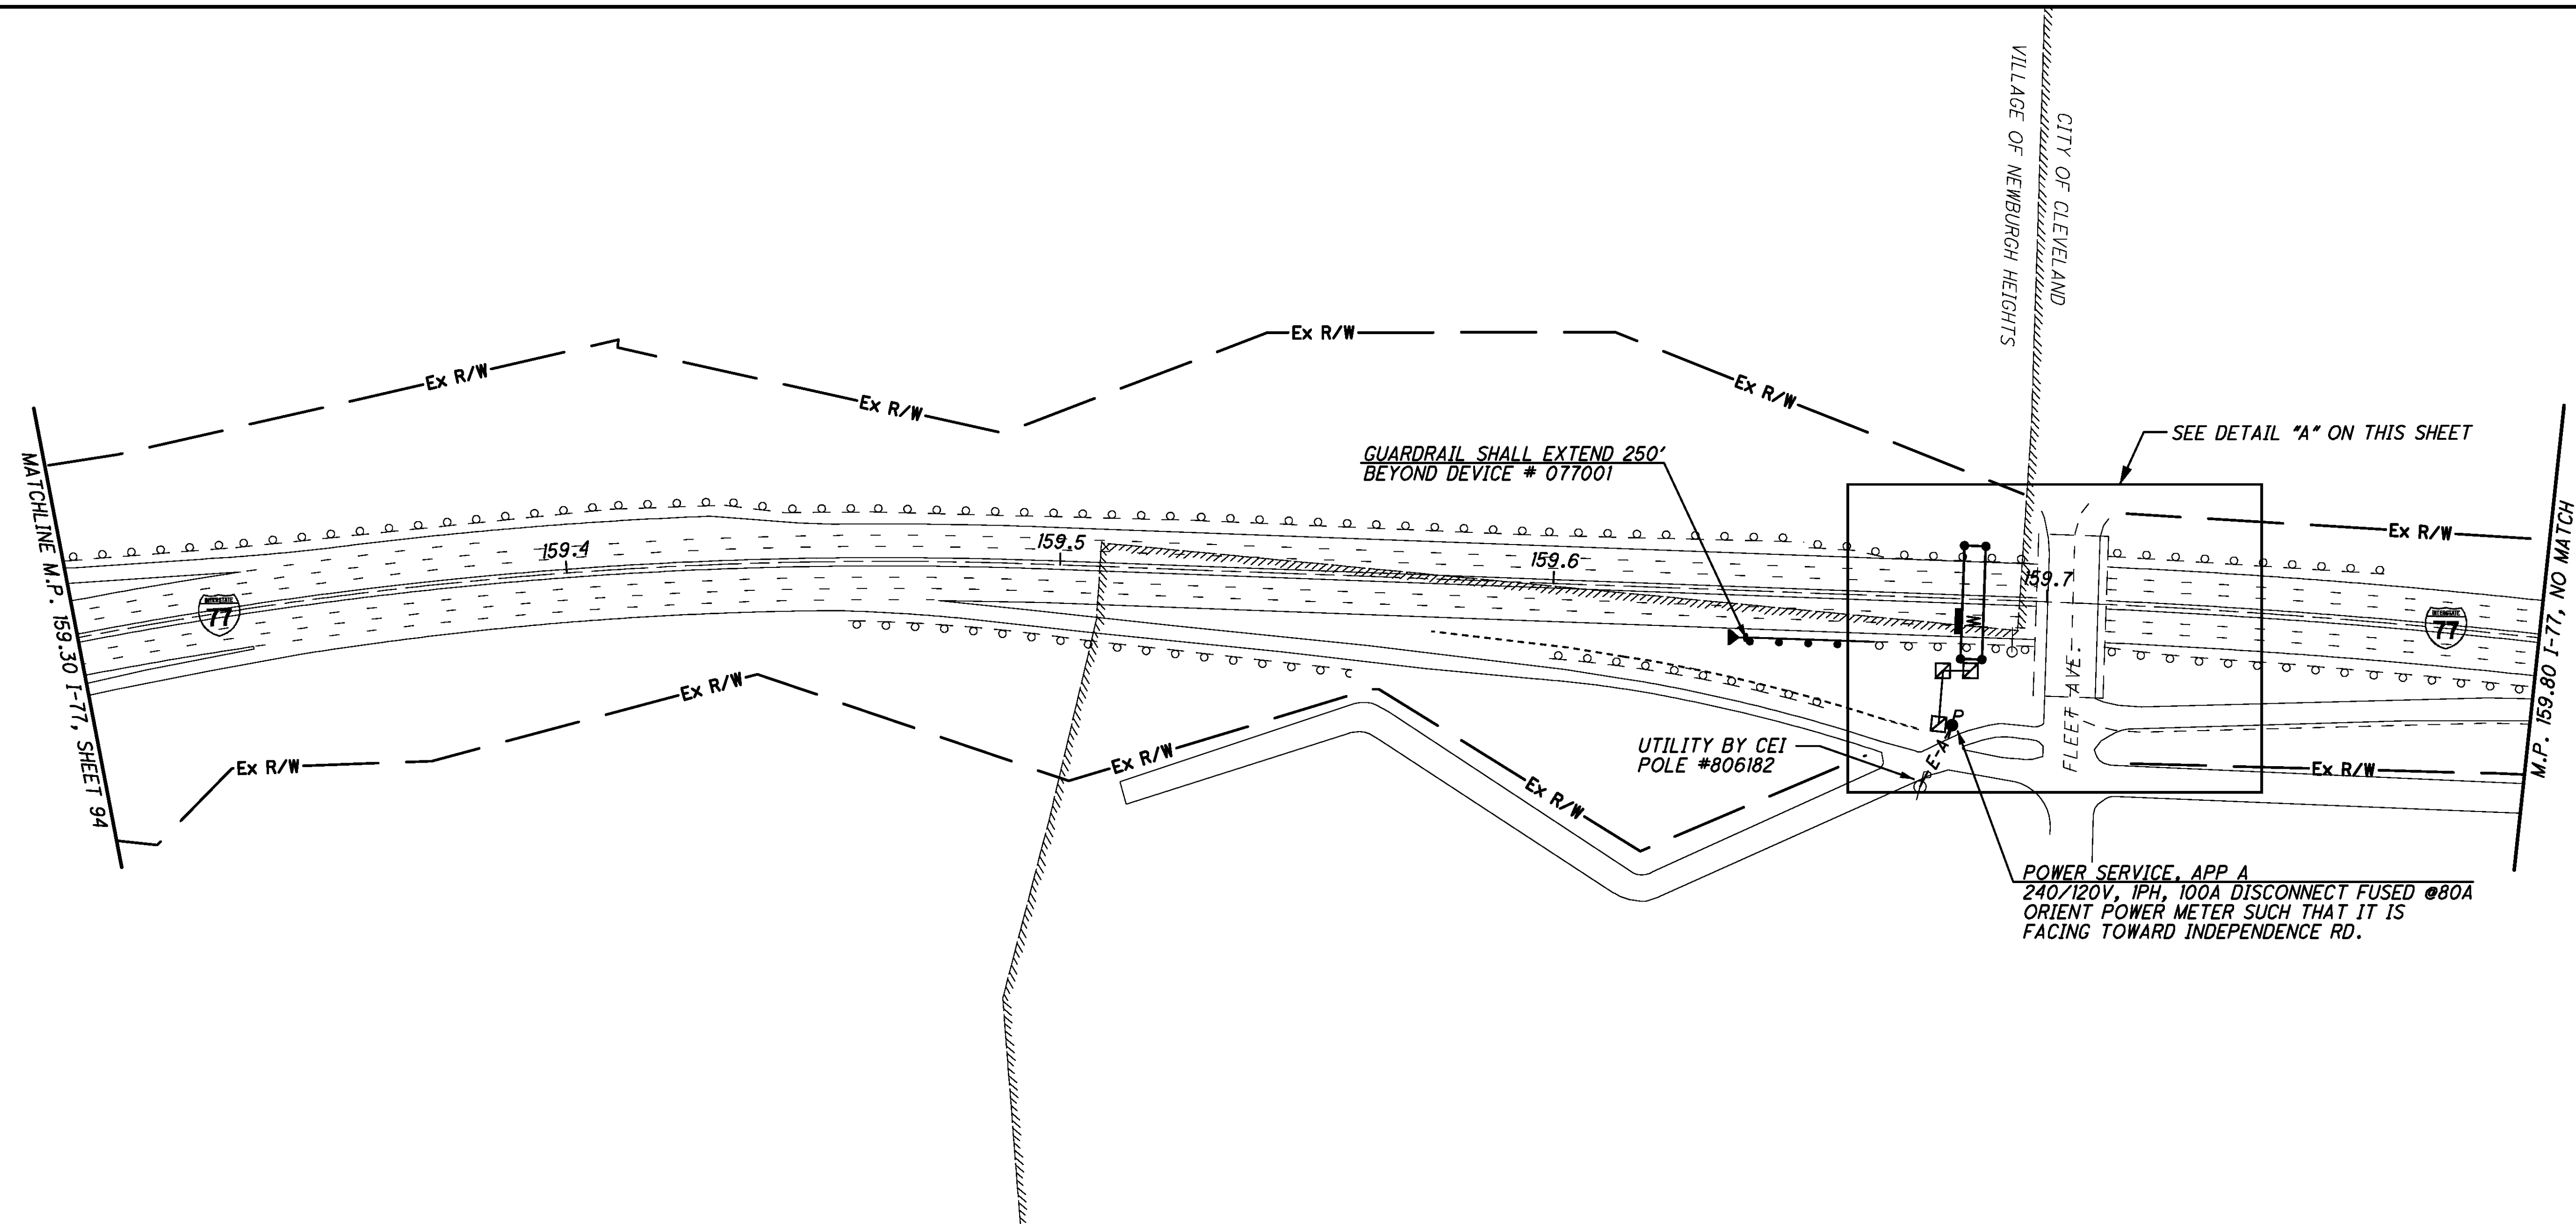 VILLAGE OF NEWBURGH HEIGHTS
CITY OF CLEVELAND
Ex R/W
Ex R/W
Ex R/W
Ex R/W
SEE DETAIL "A" ON THIS SHEET
GUARDRAIL SHALL EXTEND 250'
BEYOND DEVICE # 077001
MATCHLINE M.P. 159.30 I-77, SHEET 94
M.P. 159.80 I-77, NO MATCH
Ex R/W
159.4
159.5
159.6
159.7
INTERSTATE
77
INTERSTATE
77
W
FLEET AVE.
Ex R/W
Ex R/W
Ex R/W
Ex R/W
Ex R/W
P
E-A
UTILITY BY CEI
POLE #806182
POWER SERVICE, APP A
240/120V, 1PH, 100A DISCONNECT FUSED @80A
ORIENT POWER METER SUCH THAT IT IS
FACING TOWARD INDEPENDENCE RD.